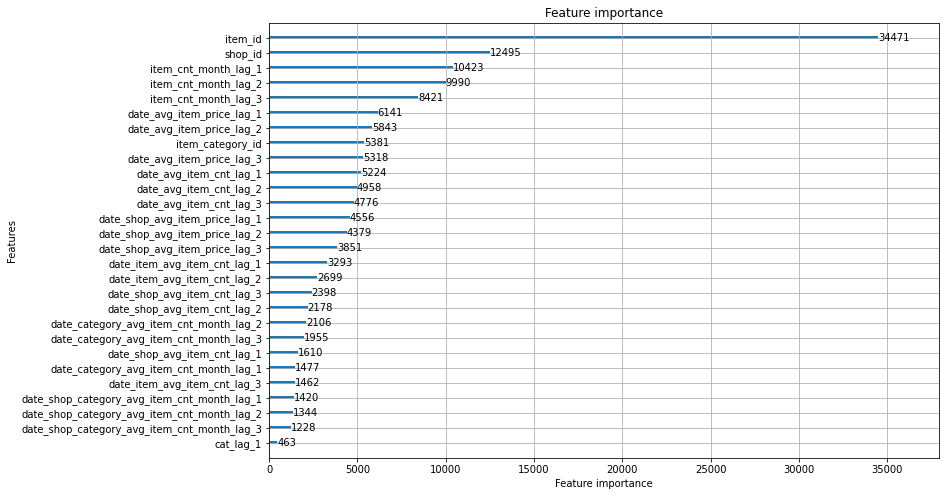 Feature importance
item_id 34471
shop_id 12495
item_cnt_month_lag_1 10423
item_cnt_month_lag_2 9990
item_cnt_month_lag_3 8421
date_avg_item_price_lag_1 6141
date_avg_item_price_lag_2 5843
item_category_id 5381
date_avg_item_price_lag_3 5318
date_avg_item_cnt_lag_1 5224
date_avg_item_cnt_lag_2 4958
date_avg_item_cnt_lag_3 4776
date_shop_avg_item_price_lag_1 4556
date_shop_avg_item_price_lag_2 4379
date_shop_avg_item_price_lag_3 3851
date_item_avg_item_cnt_lag_1 3293
date_item_avg_item_cnt_lag_2 2699
date_shop_avg_item_cnt_lag_3 2398
date_shop_avg_item_cnt_lag_2 2178
date_category_avg_item_cnt_month_lag_2 2106
date_category_avg_item_cnt_month_lag_3 1955
date_shop_avg_item_cnt_lag_1 1610
date_category_avg_item_cnt_month_lag_1 1477
date_item_avg_item_cnt_lag_3 1462
date_shop_category_avg_item_cnt_month_lag_1 1420
date_shop_category_avg_item_cnt_month_lag_2 1344
date_shop_category_avg_item_cnt_month_lag_3 1228
cat_lag_1 463
Features
0 5000 10000 15000 20000 25000 30000 35000
Feature importance